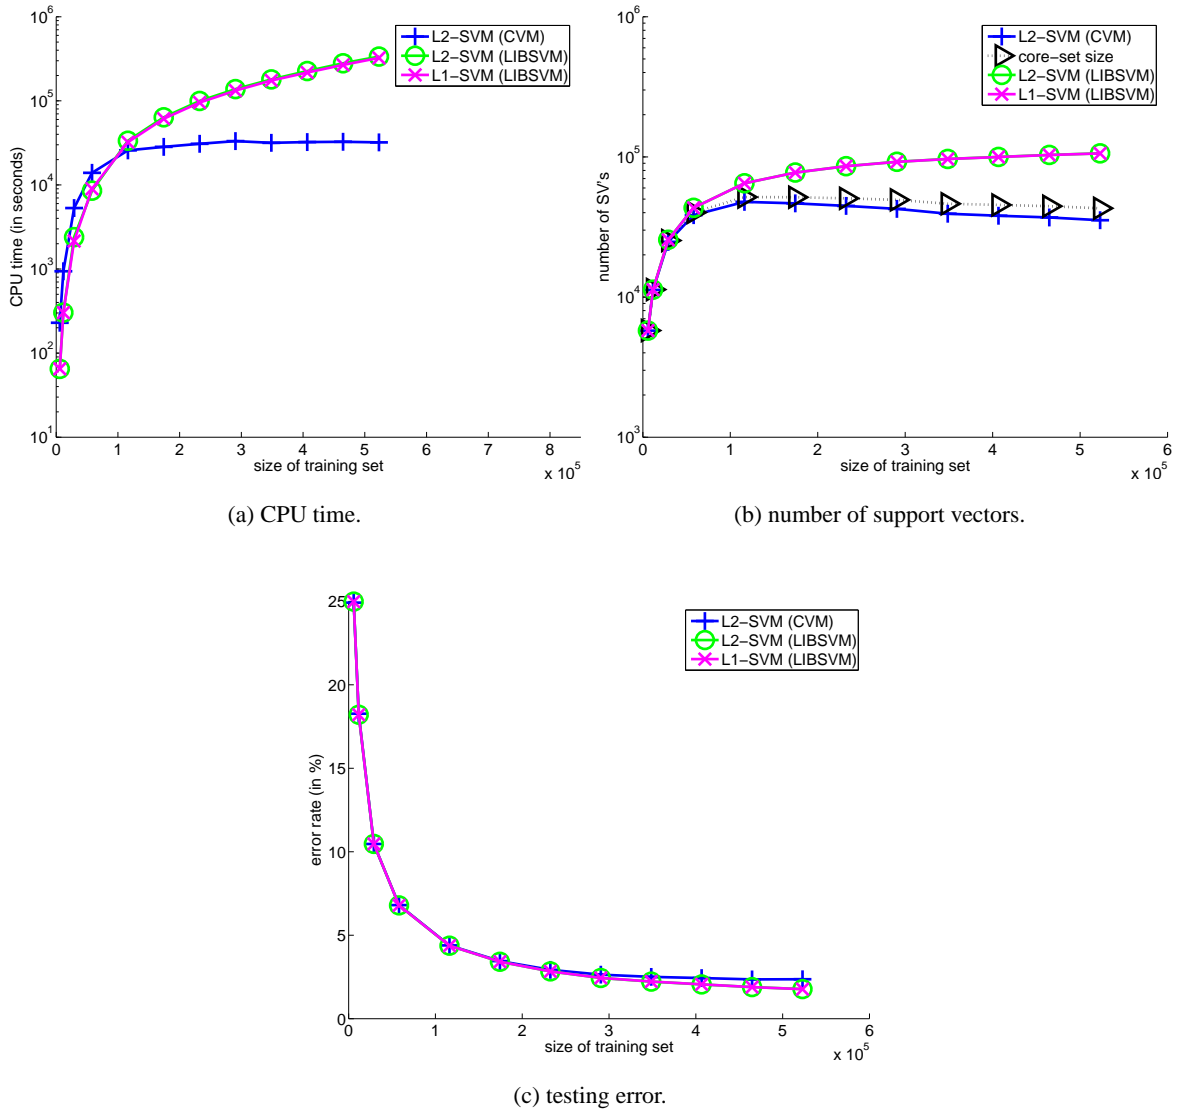 10^6
10^5
10^4
10^3
10^2
10^1
CPU time (in seconds)
0 1 2 3 4 5 6 7 8
x 10^5
size of training set
L2−SVM (CVM)
L2−SVM (LIBSVM)
L1−SVM (LIBSVM)
(a) CPU time.
10^6
10^5
10^4
10^3
number of SV's
0 1 2 3 4 5 6
x 10^5
size of training set
L2−SVM (CVM)
core−set size
L2−SVM (LIBSVM)
L1−SVM (LIBSVM)
(b) number of support vectors.
25
20
15
10
5
0
error rate (in %)
0 1 2 3 4 5 6
x 10^5
size of training set
L2−SVM (CVM)
L2−SVM (LIBSVM)
L1−SVM (LIBSVM)
(c) testing error.